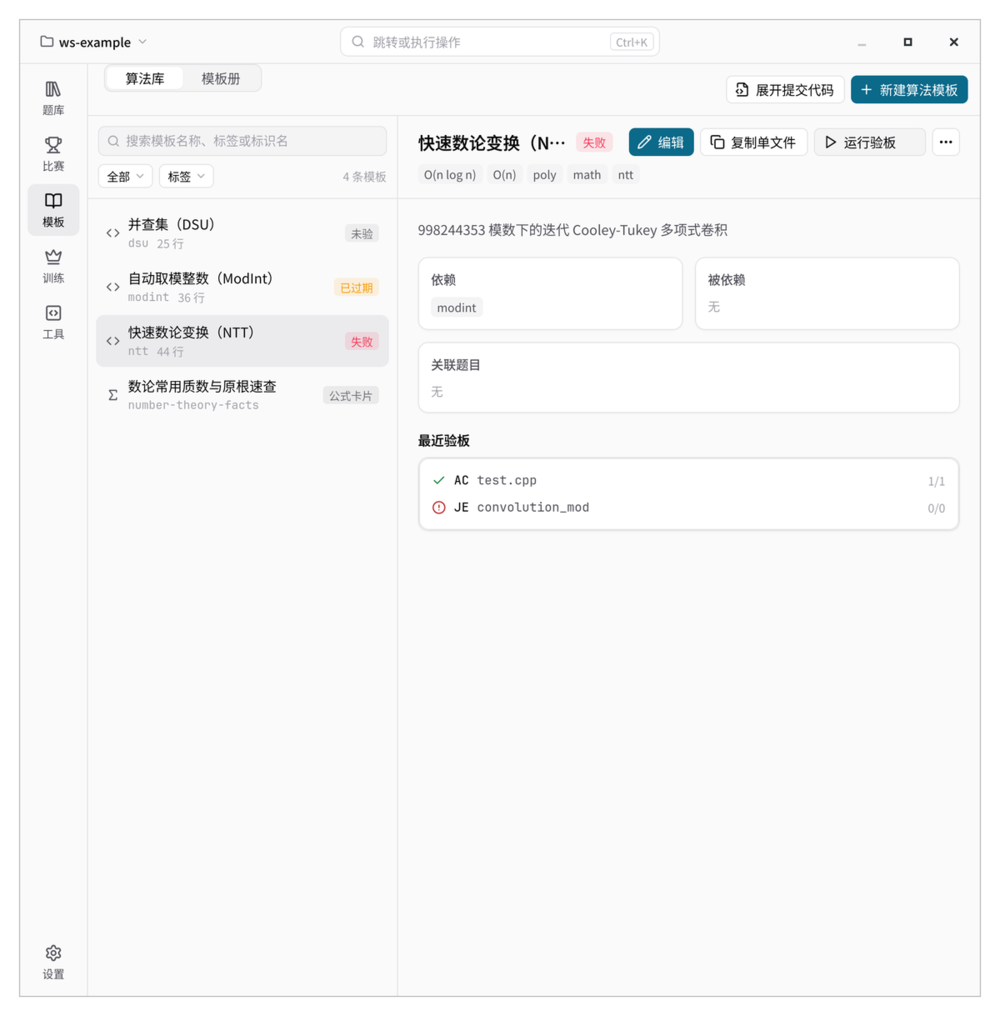 ws-example
跳转或执行操作
Ctrl+K
题库
比赛
模板
训练
工具
设置
算法库
模板册
展开提交代码
新建算法模板
搜索模板名称、标签或标识名
全部
标签
4 条模板
并查集（DSU）
dsu 25 行
未验
自动取模整数（ModInt）
modint 36 行
已过期
快速数论变换（NTT）
ntt 44 行
失败
数论常用质数与原根速查
number-theory-facts
公式卡片
快速数论变换（N···
失败
编辑
复制单文件
运行验板
O(n log n) O(n) poly math ntt
998244353 模数下的迭代 Cooley-Tukey 多项式卷积
依赖
modint
被依赖
无
关联题目
无
最近验板
AC test.cpp 1/1
JE convolution_mod 0/0